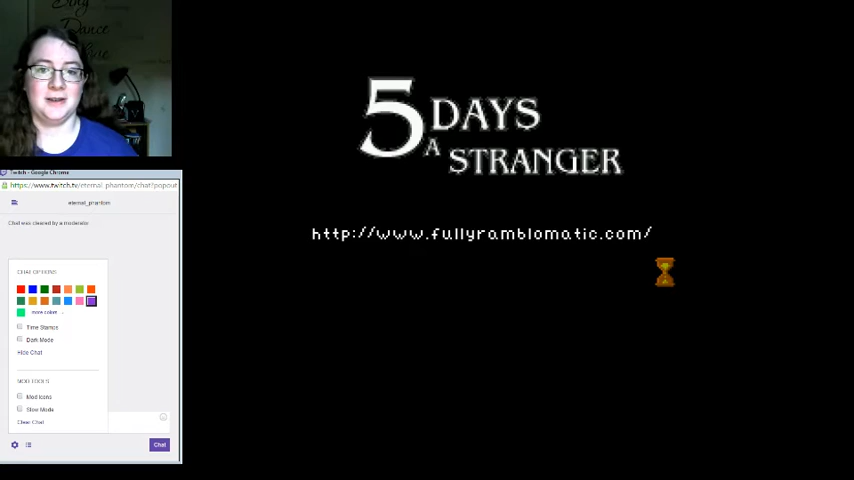 Sing
Dance
5 DAYS
A STRANGER
http://www.fullyramblomatic.com/
Twitch - Google Chrome
https://www.twitch.tv/eternal_phantom/chat?popout
eternal_phantom
Chat was cleared by a moderator
CHAT OPTIONS
more colors
Time Stamps
Dark Mode
Hide Chat
MOD TOOLS
Mod Icons
Slow Mode
Clear Chat
Chat